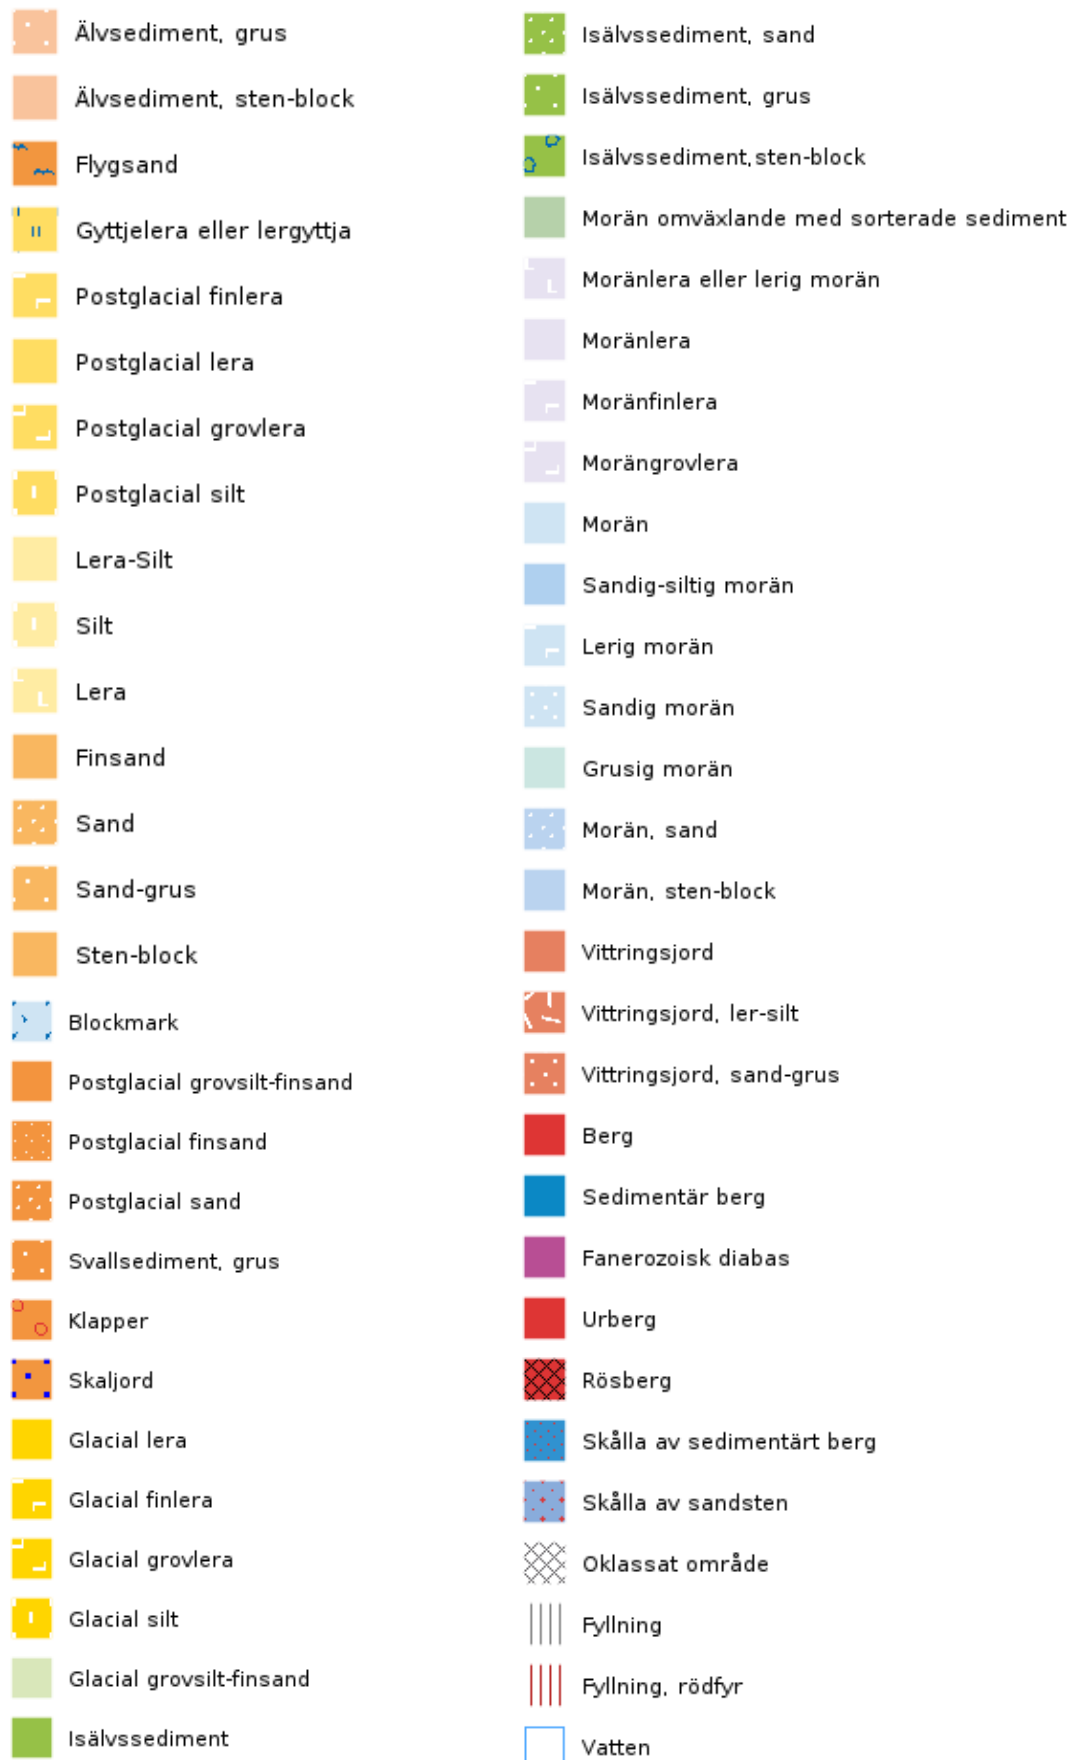 Älvsediment, grus
Älvsediment, sten-block
Flygsand
Gyttjelera eller lergyttja
Postglacial finlera
Postglacial lera
Postglacial grovlera
Postglacial silt
Lera-Silt
Silt
Lera
Finsand
Sand
Sand-grus
Sten-block
Blockmark
Postglacial grovsilt-finsand
Postglacial finsand
Postglacial sand
Svallsediment, grus
Klapper
Skaljord
Glacial lera
Glacial finlera
Glacial grovlera
Glacial silt
Glacial grovsilt-finsand
Isälvssediment
Isälvssediment, sand
Isälvssediment, grus
Isälvssediment,sten-block
Morän omväxlande med sorterade sediment
Moränlera eller lerig morän
Moränlera
Moränfinlera
Morängrovlera
Morän
Sandig-siltig morän
Lerig morän
Sandig morän
Grusig morän
Morän, sand
Morän, sten-block
Vittringsjord
Vittringsjord, ler-silt
Vittringsjord, sand-grus
Berg
Sedimentär berg
Fanerozoisk diabas
Urberg
Rösberg
Skålla av sedimentärt berg
Skålla av sandsten
Oklassat område
Fyllning
Fyllning, rödfyr
Vatten